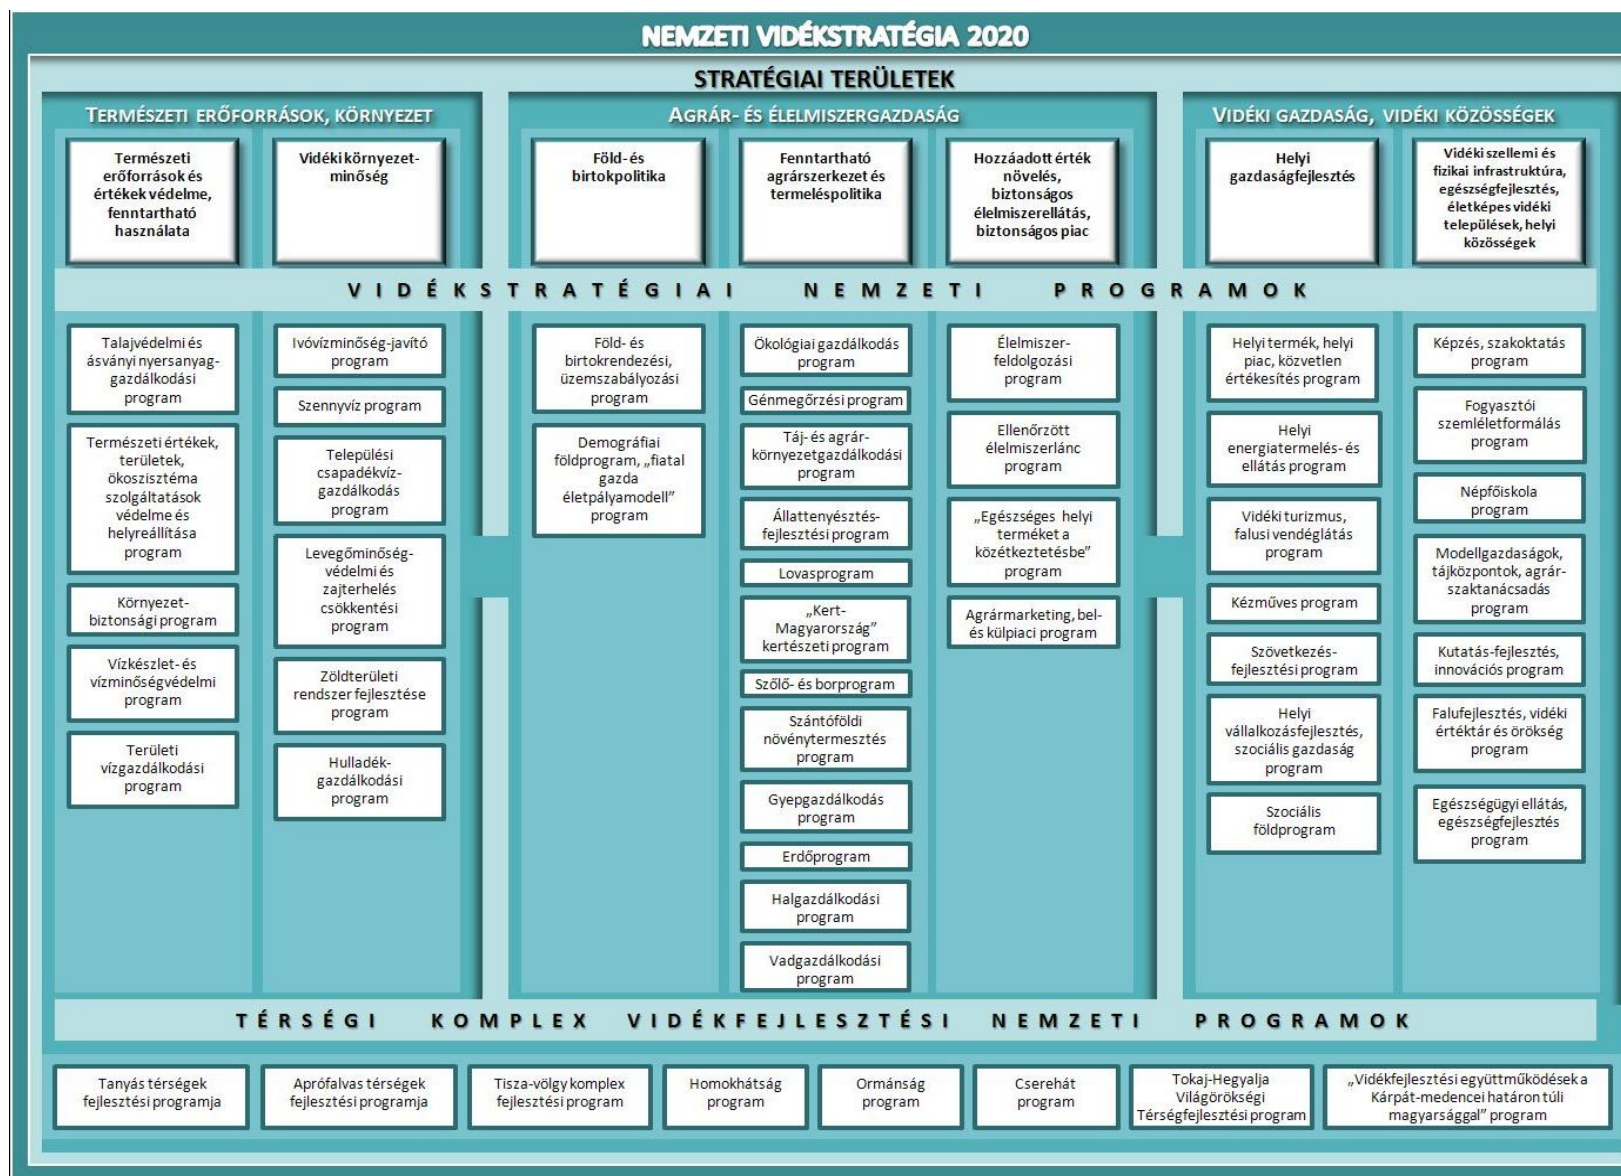 NEMZETI VIDÉKSTRATÉGIA 2020
STRATÉGIAI TERÜLETEK
TERMÉSZETI ERŐFORRÁSOK, KÖRNYEZET
AGRÁR- ÉS ÉLELMISZERGAZDASÁG
VIDÉKI GAZDASÁG, VIDÉKI KÖZÖSSÉGEK
Természeti
erőforrások és
értékek védelme,
fenntartható
használata
Vidéki környezet-
minőség
Föld- és
birtokpolitika
Fenntartható
agrárszerkezet és
termeléspolitika
Hozzáadott érték
növelés,
biztonságos
élelmiszerellátás,
biztonságos piac
Helyi
gazdaságfejlesztés
Vidéki szellemi és
fizikai infrastruktúra,
egészségfejlesztés,
életképes vidéki
települések, helyi
közösségek
VIDÉKSTRATÉGIAI NEMZETI PROGRAMOK
Talajvédelmi és
ásványi nyersanyag-
gazdálkodási
program
Természeti értékek,
területek,
ökoszisztéma
szolgáltatások
védelme és
helyreállítása
program
Környezet-
biztonsági program
Vízkészlet- és
vízminőségvédelmi
program
Területi
vízgazdálkodási
program
Ivóvízminőség-javító
program
Szennyvíz program
Települési
csapadékvíz-
gazdálkodás
program
Levegőminőség-
védelmi és
zajterhelés
csökkentési
program
Zöldterületi
rendszer fejlesztése
program
Hulladék-
gazdálkodási
program
Föld- és
birtokrendezési,
üzemszabályozási
program
Demográfiai
földprogram, „fiatal
gazda
életpályamodell”
program
Ökológiai gazdálkodás
program
Génmegőrzési program
Táj- és agrár-
környezetgazdálkodási
program
Állattenyésztés-
fejlesztési program
Lovasprogram
„Kert-
Magyarország”
kertészeti program
Szőlő- és borprogram
Szántóföldi
növénytermesztés
program
Gyepgazdálkodás
program
Erdőprogram
Halgazdálkodási
program
Vadgazdálkodási
program
Élelmiszer-
feldolgozási
program
Ellenőrzött
élelmiszerlánc
program
„Egészséges helyi
terméket a
közétkeztetésbe”
program
Agrármarketing, bel-
és külpiaci program
Helyi termék, helyi
piac, közvetlen
értékesítés program
Helyi
energiatermelés- és
ellátás program
Vidéki turizmus,
falusi vendéglátás
program
Kézműves program
Szövetkezés-
fejlesztési program
Helyi
vállalkozásfejlesztés,
szociális gazdaság
program
Szociális
földprogram
Képzés, szakoktatás
program
Fogyasztói
szemléletformálás
program
Népfőiskola
program
Modellgazdaságok,
tájközpontok, agrár-
szaktanácsadás
program
Kutatás-fejlesztés,
innovációs program
Falufejlesztés, vidéki
értéktár és örökség
program
Egészségügyi ellátás,
egészségfejlesztés
program
TÉRSÉGI KOMPLEX VIDÉKFEJLESZTÉSI NEMZETI PROGRAMOK
Tanyás térségek
fejlesztési programja
Aprófalvas térségek
fejlesztési programja
Tisza-völgy komplex
fejlesztési program
Homokhátság
program
Ormánság
program
Cserehát
program
Tokaj-Hegyalja
Világörökségi
Térségfejlesztési program
„Vidékfejlesztési együttműködések a
Kárpát-medencei határon túli
magyarsággal” program